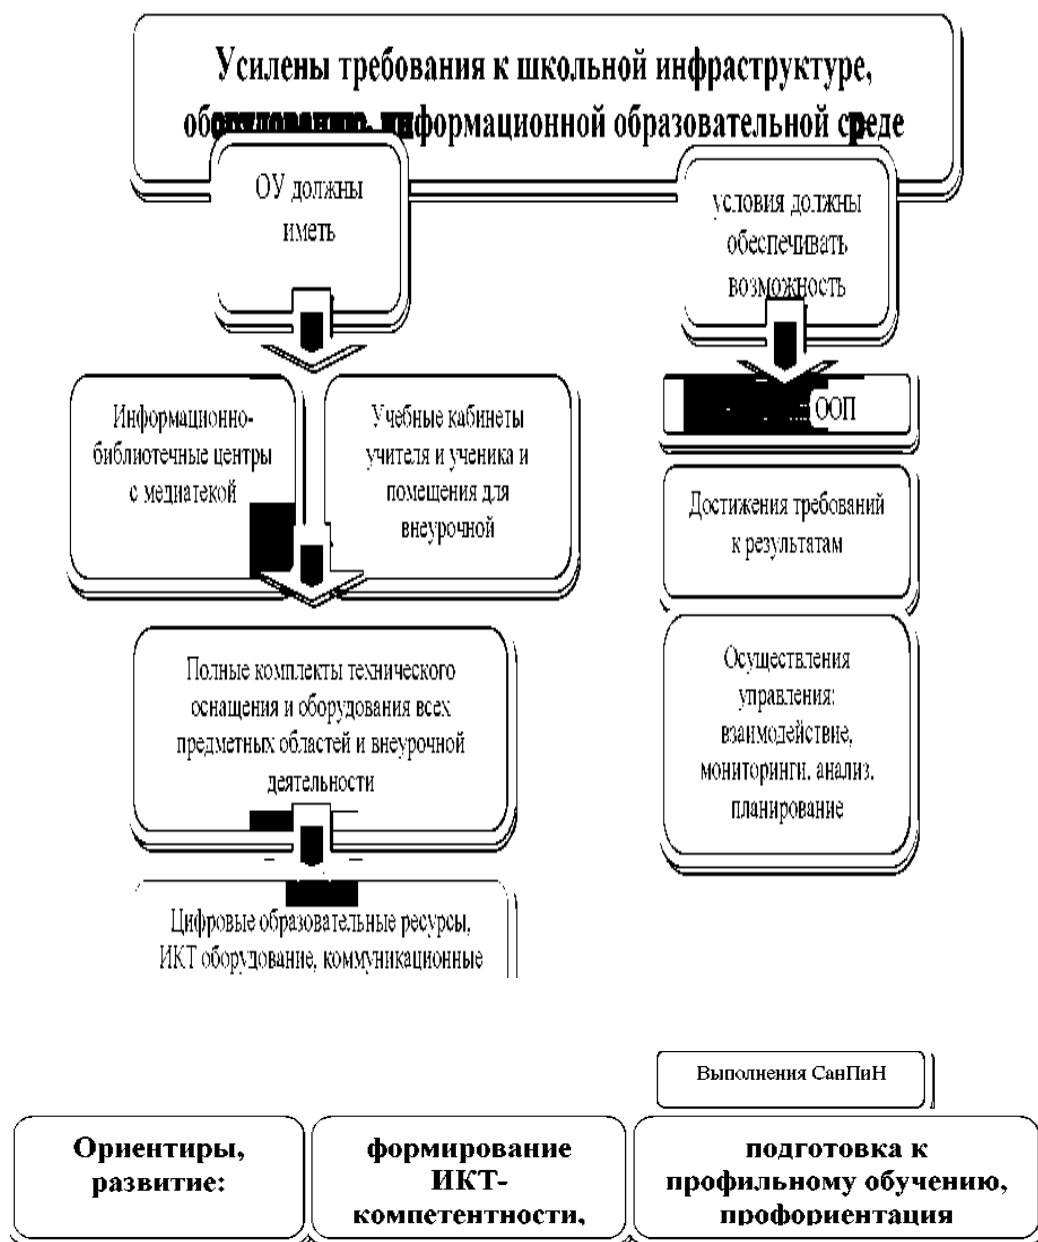 Усилены требования к школьной инфраструктуре,
оборудованию, информационной образовательной среде
ОУ должны
иметь
условия должны
обеспечивать
возможность
Информационно-
библиотечные центры
с медиатекой
Учебные кабинеты
учителя и ученика и
помещения для
внеурочной
ООП
Достижения требований
к результатам
Полные комплекты технического
оснащения и оборудования всех
предметных областей и внеурочной
деятельности
Осуществления
управления:
взаимодействие,
мониторинги. анализ.
планирование
Цифровые образовательные ресурсы,
ИКТ оборудование, коммуникационные
Выполнения СанПиН
Ориентиры,
развитие:
формирование
ИКТ-
компетентности,
подготовка к
профильному обучению,
профориентация